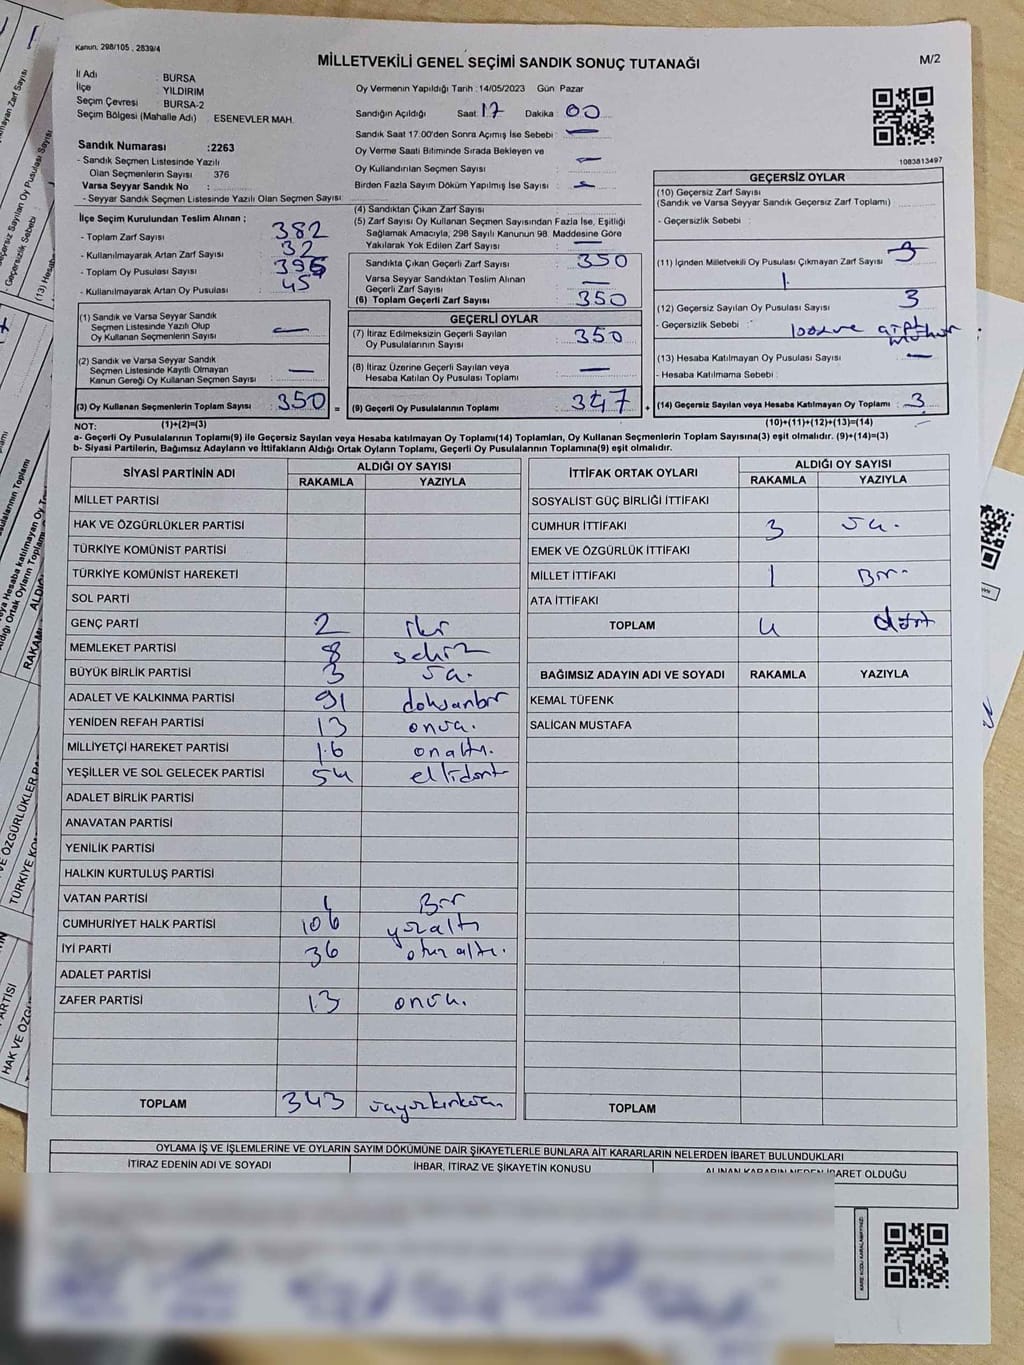 Kanun, 298/105 , 2839/4
MİLLETVEKİLİ GENEL SEÇİMİ SANDIK SONUÇ TUTANAĞI
M/2
İl Adı : BURSA
İlçe YILDIRIM
Seçim Çevresi : BURSA-2
Seçim Bölgesi (Mahalle Adı) : ESENEVLER MAH.
Sandık Numarası :2263
- Sandık Seçmen Listesinde Yazılı
Olan Seçmenlerin Sayısı : 376
Varsa Seyyar Sandık No :
- Seyyar Sandık Seçmen Listesinde Yazılı Olan Seçmen Sayısı :
İlçe Seçim Kurulundan Teslim Alınan ;
- Toplam Zarf Sayısı : 382
- Kullanılmayarak Artan Zarf Sayısı : 32
- Toplam Oy Pusulası Sayısı : 395
- Kullanılmayarak Artan Oy Pusulası : 45
(1) Sandık ve Varsa Seyyar Sandık
Seçmen Listesinde Yazılı Olup
Oy Kullanan Seçmenlerin Sayısı : —
(2) Sandık ve Varsa Seyyar Sandık
Seçmen Listesinde Kayıtlı Olmayan
Kanun Gereği Oy Kullanan Seçmen Sayısı : —
(3) Oy Kullanan Seçmenlerin Toplam Sayısı : 350 =
(1)+(2)=(3)
Oy Vermenin Yapıldığı Tarih : 14/05/2023 Gün : Pazar
Sandığın Açıldığı Saat : 17 Dakika : 00
Sandık Saat 17.00'den Sonra Açımış İse Sebebi : —
Oy Verme Saati Bitiminde Sırada Bekleyen ve
Oy Kullandırılan Seçmen Sayısı : —
Birden Fazla Sayım Döküm Yapılmış İse Sayısı : —
(4) Sandıktan Çıkan Zarf Sayısı :
(5) Zarf Sayısı Oy Kullanan Seçmen Sayısından Fazla İse, Eşitliği
Sağlamak Amacıyla, 298 Sayılı Kanunun 98. Maddesine Göre
Yakılarak Yok Edilen Zarf Sayısı : —
Sandıkta Çıkan Geçerli Zarf Sayısı : 350
Varsa Seyyar Sandıktan Teslim Alınan
Geçerli Zarf Sayısı : —
(6) Toplam Geçerli Zarf Sayısı : 350
GEÇERLİ OYLAR
(7) İtiraz Edilmeksizin Geçerli Sayılan
Oy Pusulalarının Sayısı : 350
(8) İtiraz Üzerine Geçerli Sayılan veya
Hesaba Katılan Oy Pusulası Toplamı : —
(9) Geçerli Oy Pusulalarının Toplamı : 347 +
1083813497
GEÇERSİZ OYLAR
(10) Geçersiz Zarf Sayısı
(Sandık ve Varsa Seyyar Sandık Geçersiz Zarf Toplamı) :
- Geçersizlik Sebebi :
(11) İçinden Milletvekili Oy Pusulası Çıkmayan Zarf Sayısı : 3
(12) Geçersiz Sayılan Oy Pusulası Sayısı : 3
- Geçersizlik Sebebi :
(13) Hesaba Katılmayan Oy Pusulası Sayısı : —
- Hesaba Katılmama Sebebi :
(14) Geçersiz Sayılan veya Hesaba Katılmayan Oy Toplamı : 3
(10)+(11)+(12)+(13)=(14)
NOT:
a- Geçerli Oy Pusulalarının Toplamı(9) ile Geçersiz Sayılan veya Hesaba katılmayan Oy Toplamı(14) Toplamları, Oy Kullanan Seçmenlerin Toplam Sayısına(3) eşit olmalıdır. (9)+(14)=(3)
b- Siyasi Partilerin, Bağımsız Adayların ve İttifakların Aldığı Oyların Toplamı, Geçerli Oy Pusulalarının Toplamına(9) eşit olmalıdır.
SİYASİ PARTİNİN ADI ALDIĞI OY SAYISI
RAKAMLA YAZIYLA
MİLLET PARTİSİ
HAK VE ÖZGÜRLÜKLER PARTİSİ
TÜRKİYE KOMÜNİST PARTİSİ
TÜRKİYE KOMÜNİST HAREKETİ
SOL PARTİ
GENÇ PARTİ 2 iki
MEMLEKET PARTİSİ 8 sekiz
BÜYÜK BİRLİK PARTİSİ 3 üç.
ADALET VE KALKINMA PARTİSİ 91 doksanbir
YENİDEN REFAH PARTİSİ 13 onüç.
MİLLİYETÇİ HAREKET PARTİSİ 16 onaltı.
YEŞİLLER VE SOL GELECEK PARTİSİ 54 ellidört
ADALET BİRLİK PARTİSİ
ANAVATAN PARTİSİ
YENİLİK PARTİSİ
HALKIN KURTULUŞ PARTİSİ
VATAN PARTİSİ 1 Bir
CUMHURİYET HALK PARTİSİ 106 yüzaltı
İYİ PARTİ 36 otuzaltı.
ADALET PARTİSİ
ZAFER PARTİSİ 13 onüç.
TOPLAM 343 üçyüzkırküç.
İTTİFAK ORTAK OYLARI ALDIĞI OY SAYISI
RAKAMLA YAZIYLA
SOSYALİST GÜÇ BİRLİĞİ İTTİFAKI
CUMHUR İTTİFAKI 3 üç.
EMEK VE ÖZGÜRLÜK İTTİFAKI
MİLLET İTTİFAKI 1 Bir
ATA İTTİFAKI
TOPLAM 4 dört
BAĞIMSIZ ADAYIN ADI VE SOYADI RAKAMLA YAZIYLA
KEMAL TÜFENK
SALİCAN MUSTAFA
TOPLAM
OYLAMA İŞ VE İŞLEMLERİNE VE OYLARIN SAYIM DÖKÜMÜNE DAİR ŞİKAYETLERLE BUNLARA AİT KARARLARIN NELERDEN İBARET BULUNDUKLARI
İTİRAZ EDENİN ADI VE SOYADI İHBAR, İTİRAZ VE ŞİKAYETİN KONUSU ALINAN KARARIN NEDEN İBARET OLDUĞU
KARE KODU KARALAMAYINIZ!